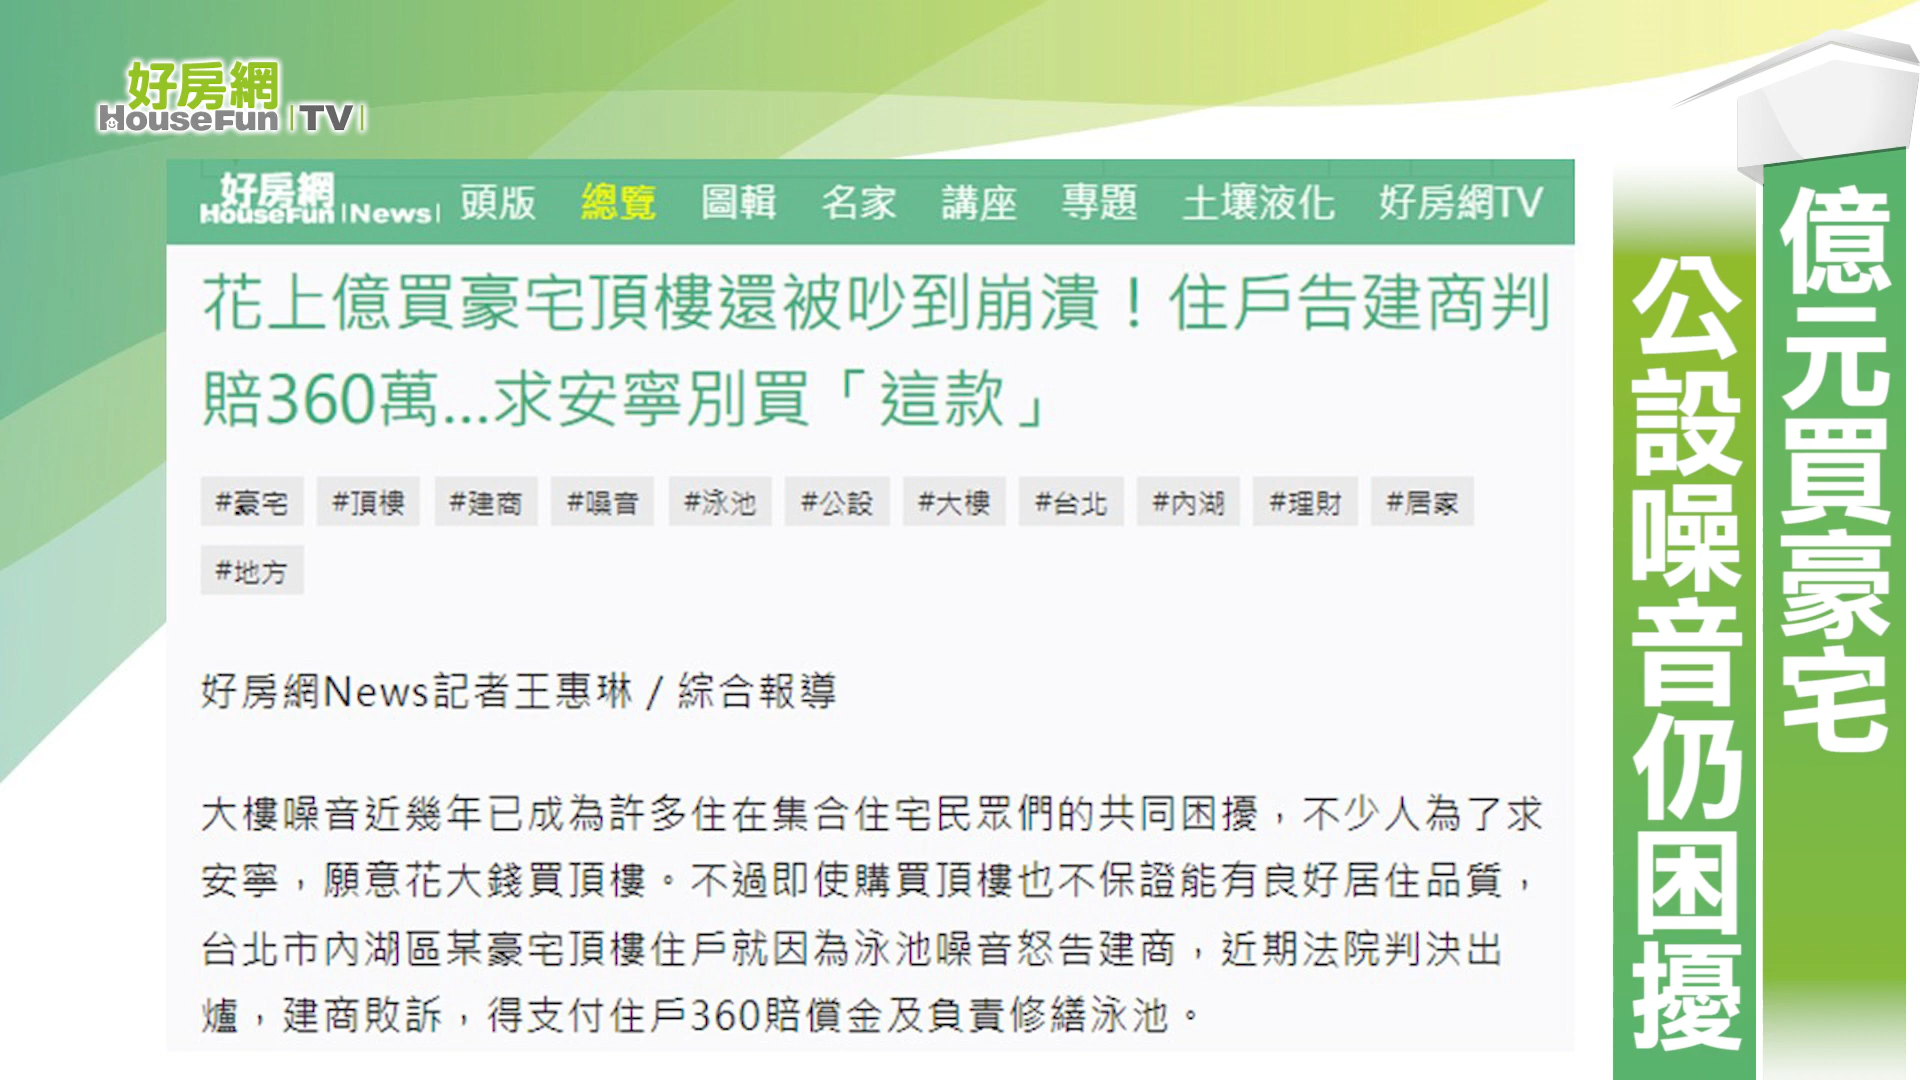 好房網
HouseFun TV
億元買豪宅
公設噪音仍困擾
好房網
HouseFun News 頭版 總覽 圖輯 名家 講座 專題 土壤液化 好房網TV
花上億買豪宅頂樓還被吵到崩潰！住戶告建商判
賠360萬...求安寧別買「這款」
#豪宅 #頂樓 #建商 #噪音 #泳池 #公設 #大樓 #台北 #內湖 #理財 #居家
#地方
好房網News記者王惠琳／綜合報導
大樓噪音近幾年已成為許多住在集合住宅民眾們的共同困擾，不少人為了求
安寧，願意花大錢買頂樓。不過即使購買頂樓也不保證能有良好居住品質，
台北市內湖區某豪宅頂樓住戶就因為泳池噪音怒告建商，近期法院判決出
爐，建商敗訴，得支付住戶360賠償金及負責修繕泳池。